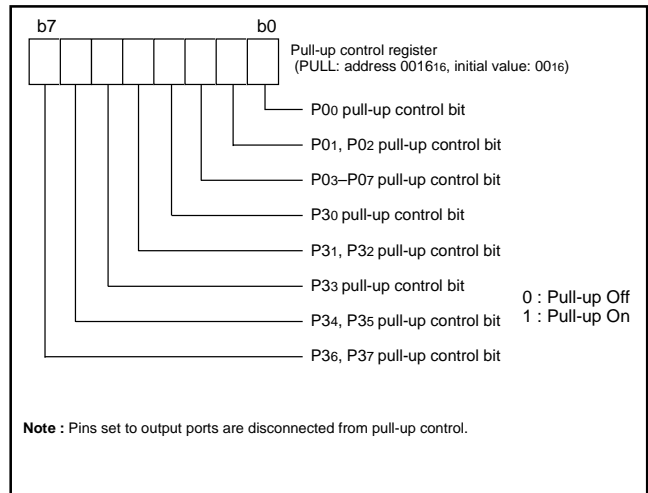 b7 b0
Pull-up control register
(PULL: address 001616, initial value: 0016)
P00 pull-up control bit
P01, P02 pull-up control bit
P03–P07 pull-up control bit
P30 pull-up control bit
P31, P32 pull-up control bit
P33 pull-up control bit
P34, P35 pull-up control bit
P36, P37 pull-up control bit
0 : Pull-up Off
1 : Pull-up On
Note : Pins set to output ports are disconnected from pull-up control.